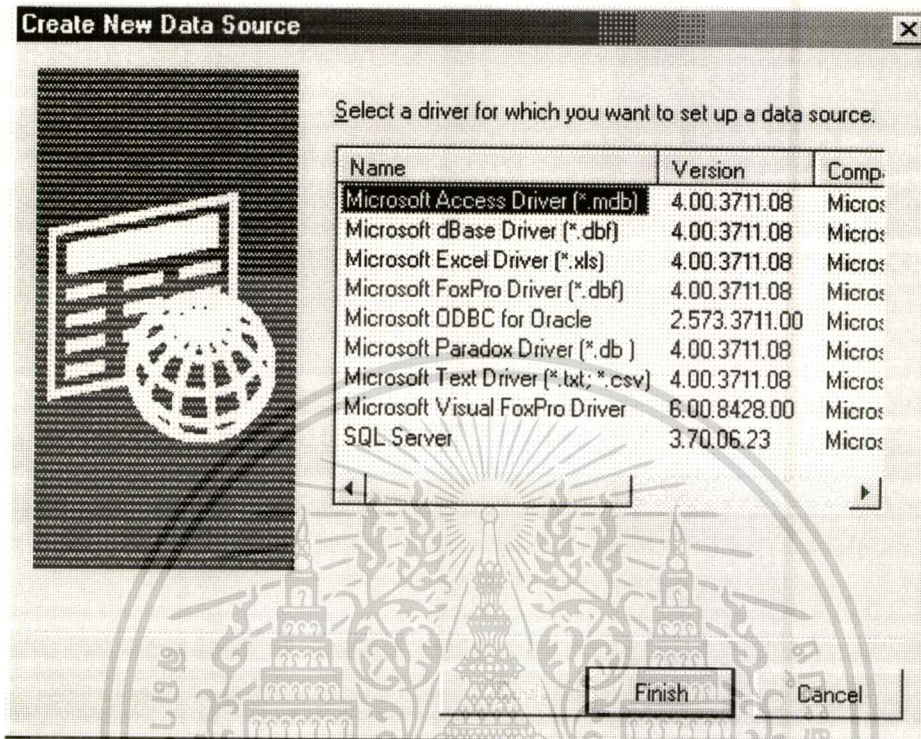 Create New Data Source
Select a driver for which you want to set up a data source.
Name Version Comp
Microsoft Access Driver (*.mdb) 4.00.3711.08 Micros
Microsoft dBase Driver (*.dbf) 4.00.3711.08 Micros
Microsoft Excel Driver (*.xls) 4.00.3711.08 Micros
Microsoft FoxPro Driver (*.dbf) 4.00.3711.08 Micros
Microsoft ODBC for Oracle 2.573.3711.00 Micros
Microsoft Paradox Driver (*.db ) 4.00.3711.08 Micros
Microsoft Text Driver (*.txt; *.csv) 4.00.3711.08 Micros
Microsoft Visual FoxPro Driver 6.00.8428.00 Micros
SQL Server 3.70.06.23 Micros
Finish Cancel